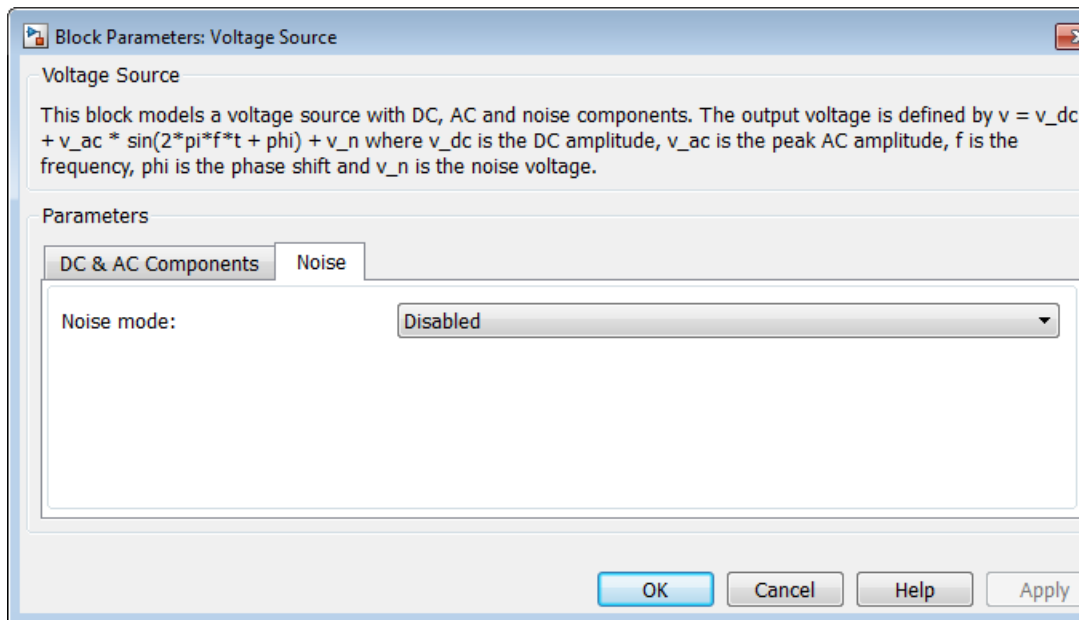 Block Parameters: Voltage Source
Voltage Source
This block models a voltage source with DC, AC and noise components. The output voltage is defined by v = v_dc
+ v_ac * sin(2*pi*f*t + phi) + v_n where v_dc is the DC amplitude, v_ac is the peak AC amplitude, f is the
frequency, phi is the phase shift and v_n is the noise voltage.
Parameters
DC & AC Components Noise
Noise mode: Disabled
OK Cancel Help Apply